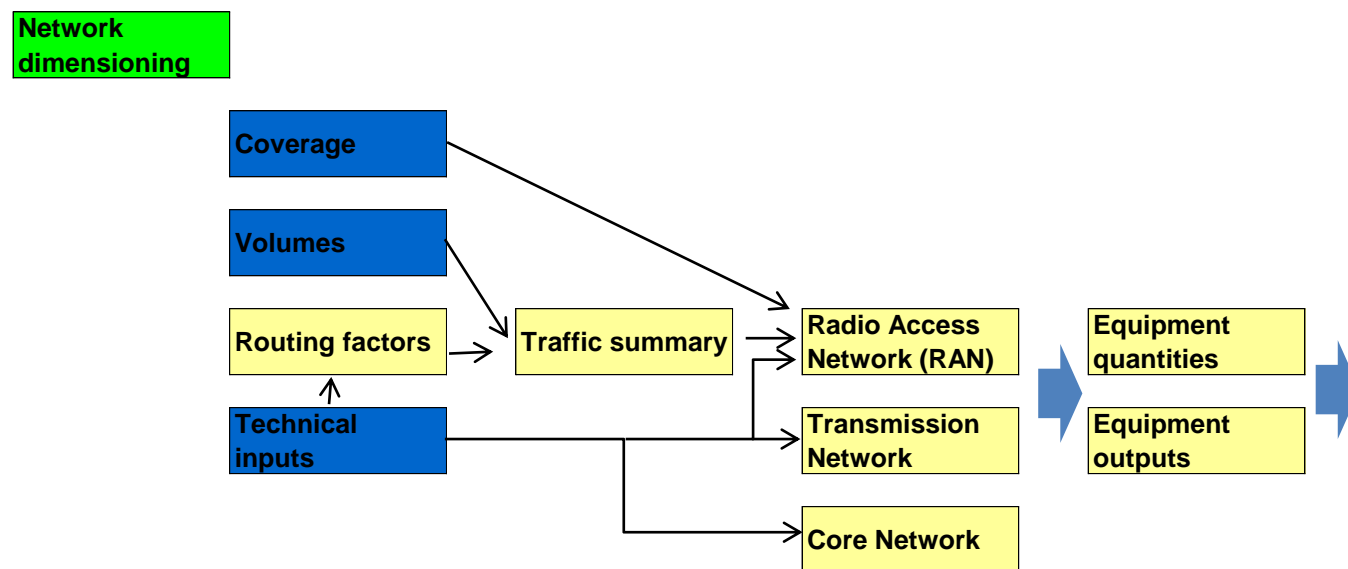 Network
dimensioning
Coverage
Volumes
Routing factors
Traffic summary
Radio Access
Network (RAN)
Equipment
quantities
Technical
inputs
Transmission
Network
Equipment
outputs
Core Network